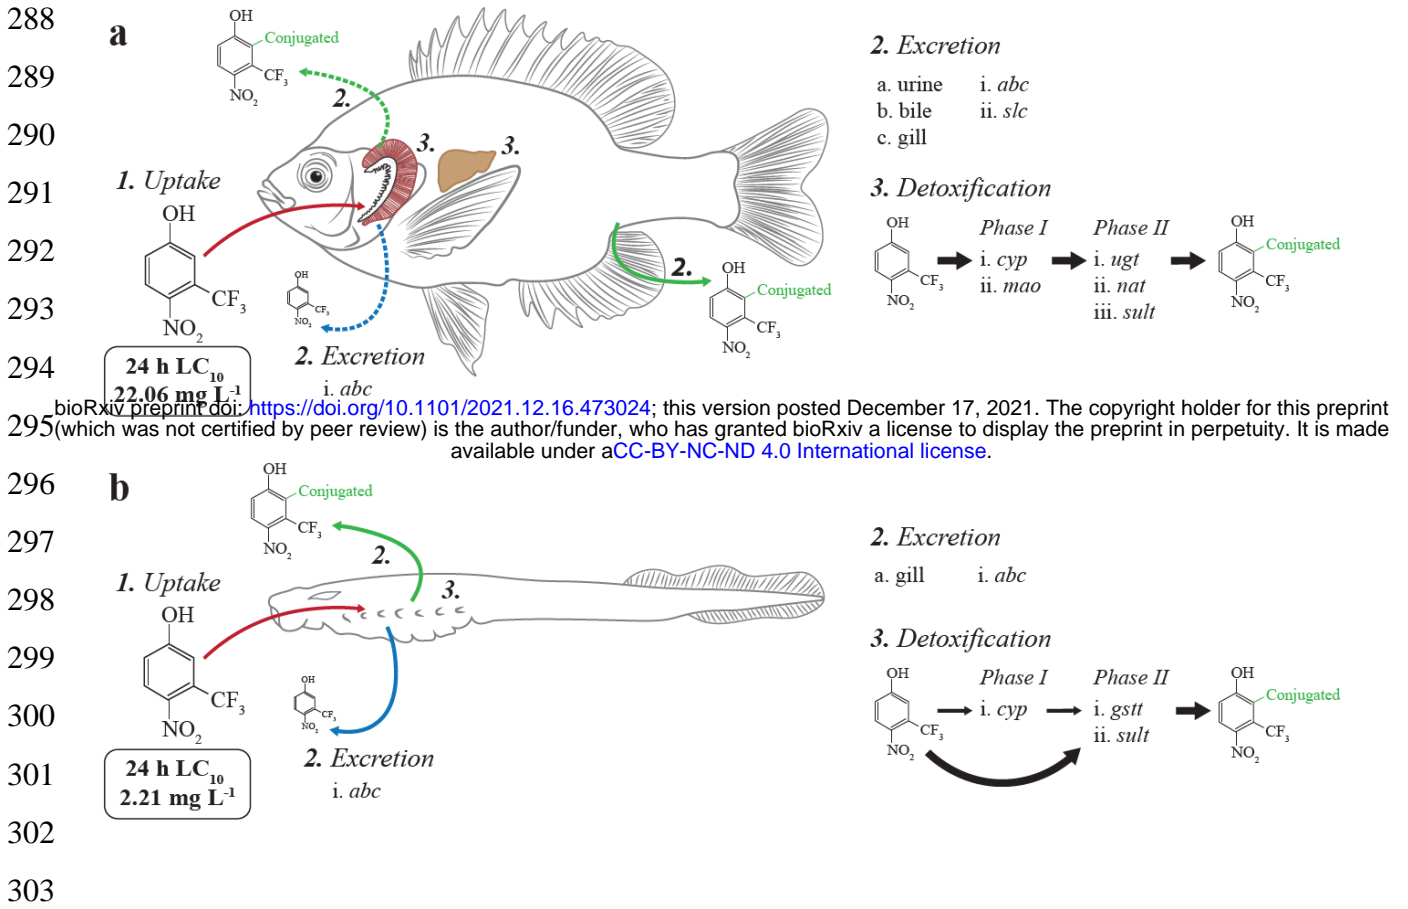 288
a
OH
Conjugated
CF3
NO2
2.
289
290
3.
3.
291
1. Uptake
OH
CF3
NO2
292
293
OH
CF3
NO2
2.
OH
Conjugated
CF3
NO2
2. Excretion
i. abc
294
24 h LC10
22.06 mg L-1
2. Excretion
a. urine i. abc
b. bile ii. slc
c. gill
3. Detoxification
OH
CF3
NO2
Phase I
i. cyp
ii. mao
Phase II
i. ugt
ii. nat
iii. sult
OH
Conjugated
CF3
NO2
bioRxiv preprint doi: https://doi.org/10.1101/2021.12.16.473024; this version posted December 17, 2021. The copyright holder for this preprint
295 (which was not certified by peer review) is the author/funder, who has granted bioRxiv a license to display the preprint in perpetuity. It is made
available under aCC-BY-NC-ND 4.0 International license.
296
b
OH
Conjugated
CF3
NO2
297
2.
1. Uptake
298
3.
OH
CF3
NO2
299
300
OH
CF3
NO2
2. Excretion
i. abc
301
24 h LC10
2.21 mg L-1
2. Excretion
a. gill i. abc
3. Detoxification
OH
CF3
NO2
Phase I
i. cyp
Phase II
i. gstt
ii. sult
OH
Conjugated
CF3
NO2
302
303